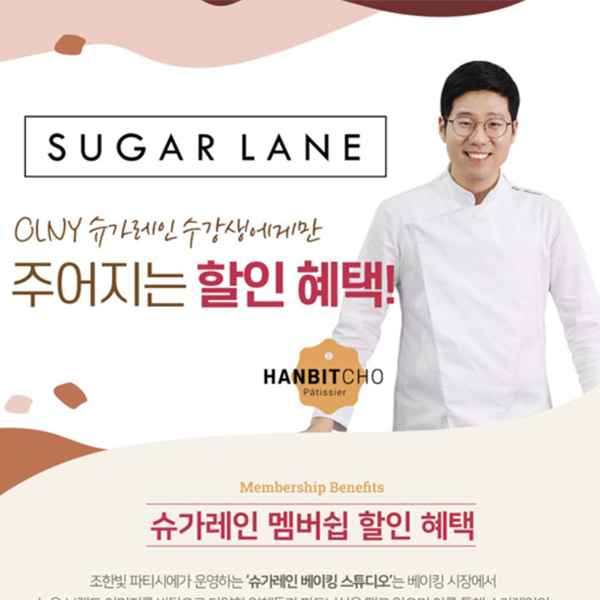 SUGAR LANE
OLNY 슈가레인 수강생에게만
주어지는 할인 혜택!
HANBITCHO
Pâtissier
Membership Benefits
슈가레인 멤버쉽 할인 혜택
조한빛 파티시에가 운영하는 '슈가레인 베이킹 스튜디오'는 베이킹 시장에서